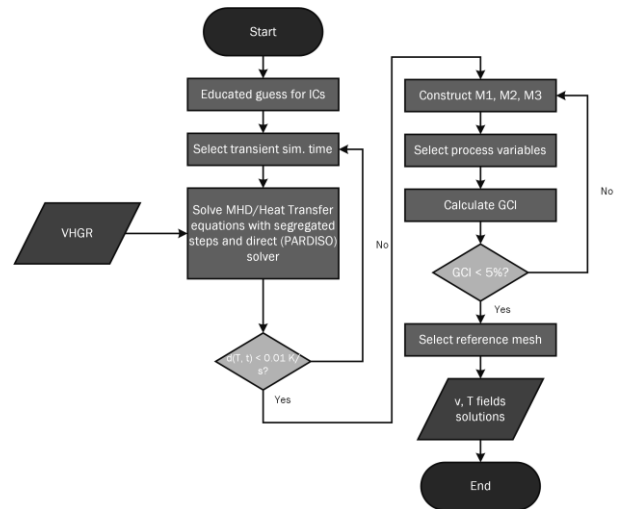 Start
Educated guess for ICs
Select transient sim. time
VHGR
Solve MHD/Heat Transfer
equations with segregated
steps and direct (PARDISO)
solver
d(T, t) < 0.01 K/
s?
Yes
No
Construct M1, M2, M3
Select process variables
Calculate GCI
GCI < 5%?
No
Yes
Select reference mesh
v, T fields
solutions
End